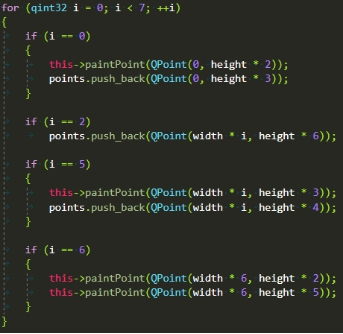 for (qint32 i = 0; i < 7; ++i)
{
if (i == 0)
{
this->paintPoint(QPoint(0, height * 2));
points.push_back(QPoint(0, height * 3));
}
if (i == 2)
points.push_back(QPoint(width * i, height * 6));
if (i == 5)
{
this->paintPoint(QPoint(width * i, height * 3));
points.push_back(QPoint(width * i, height * 4));
}
if (i == 6)
{
this->paintPoint(QPoint(width * 6, height * 2));
this->paintPoint(QPoint(width * 6, height * 5));
}
}